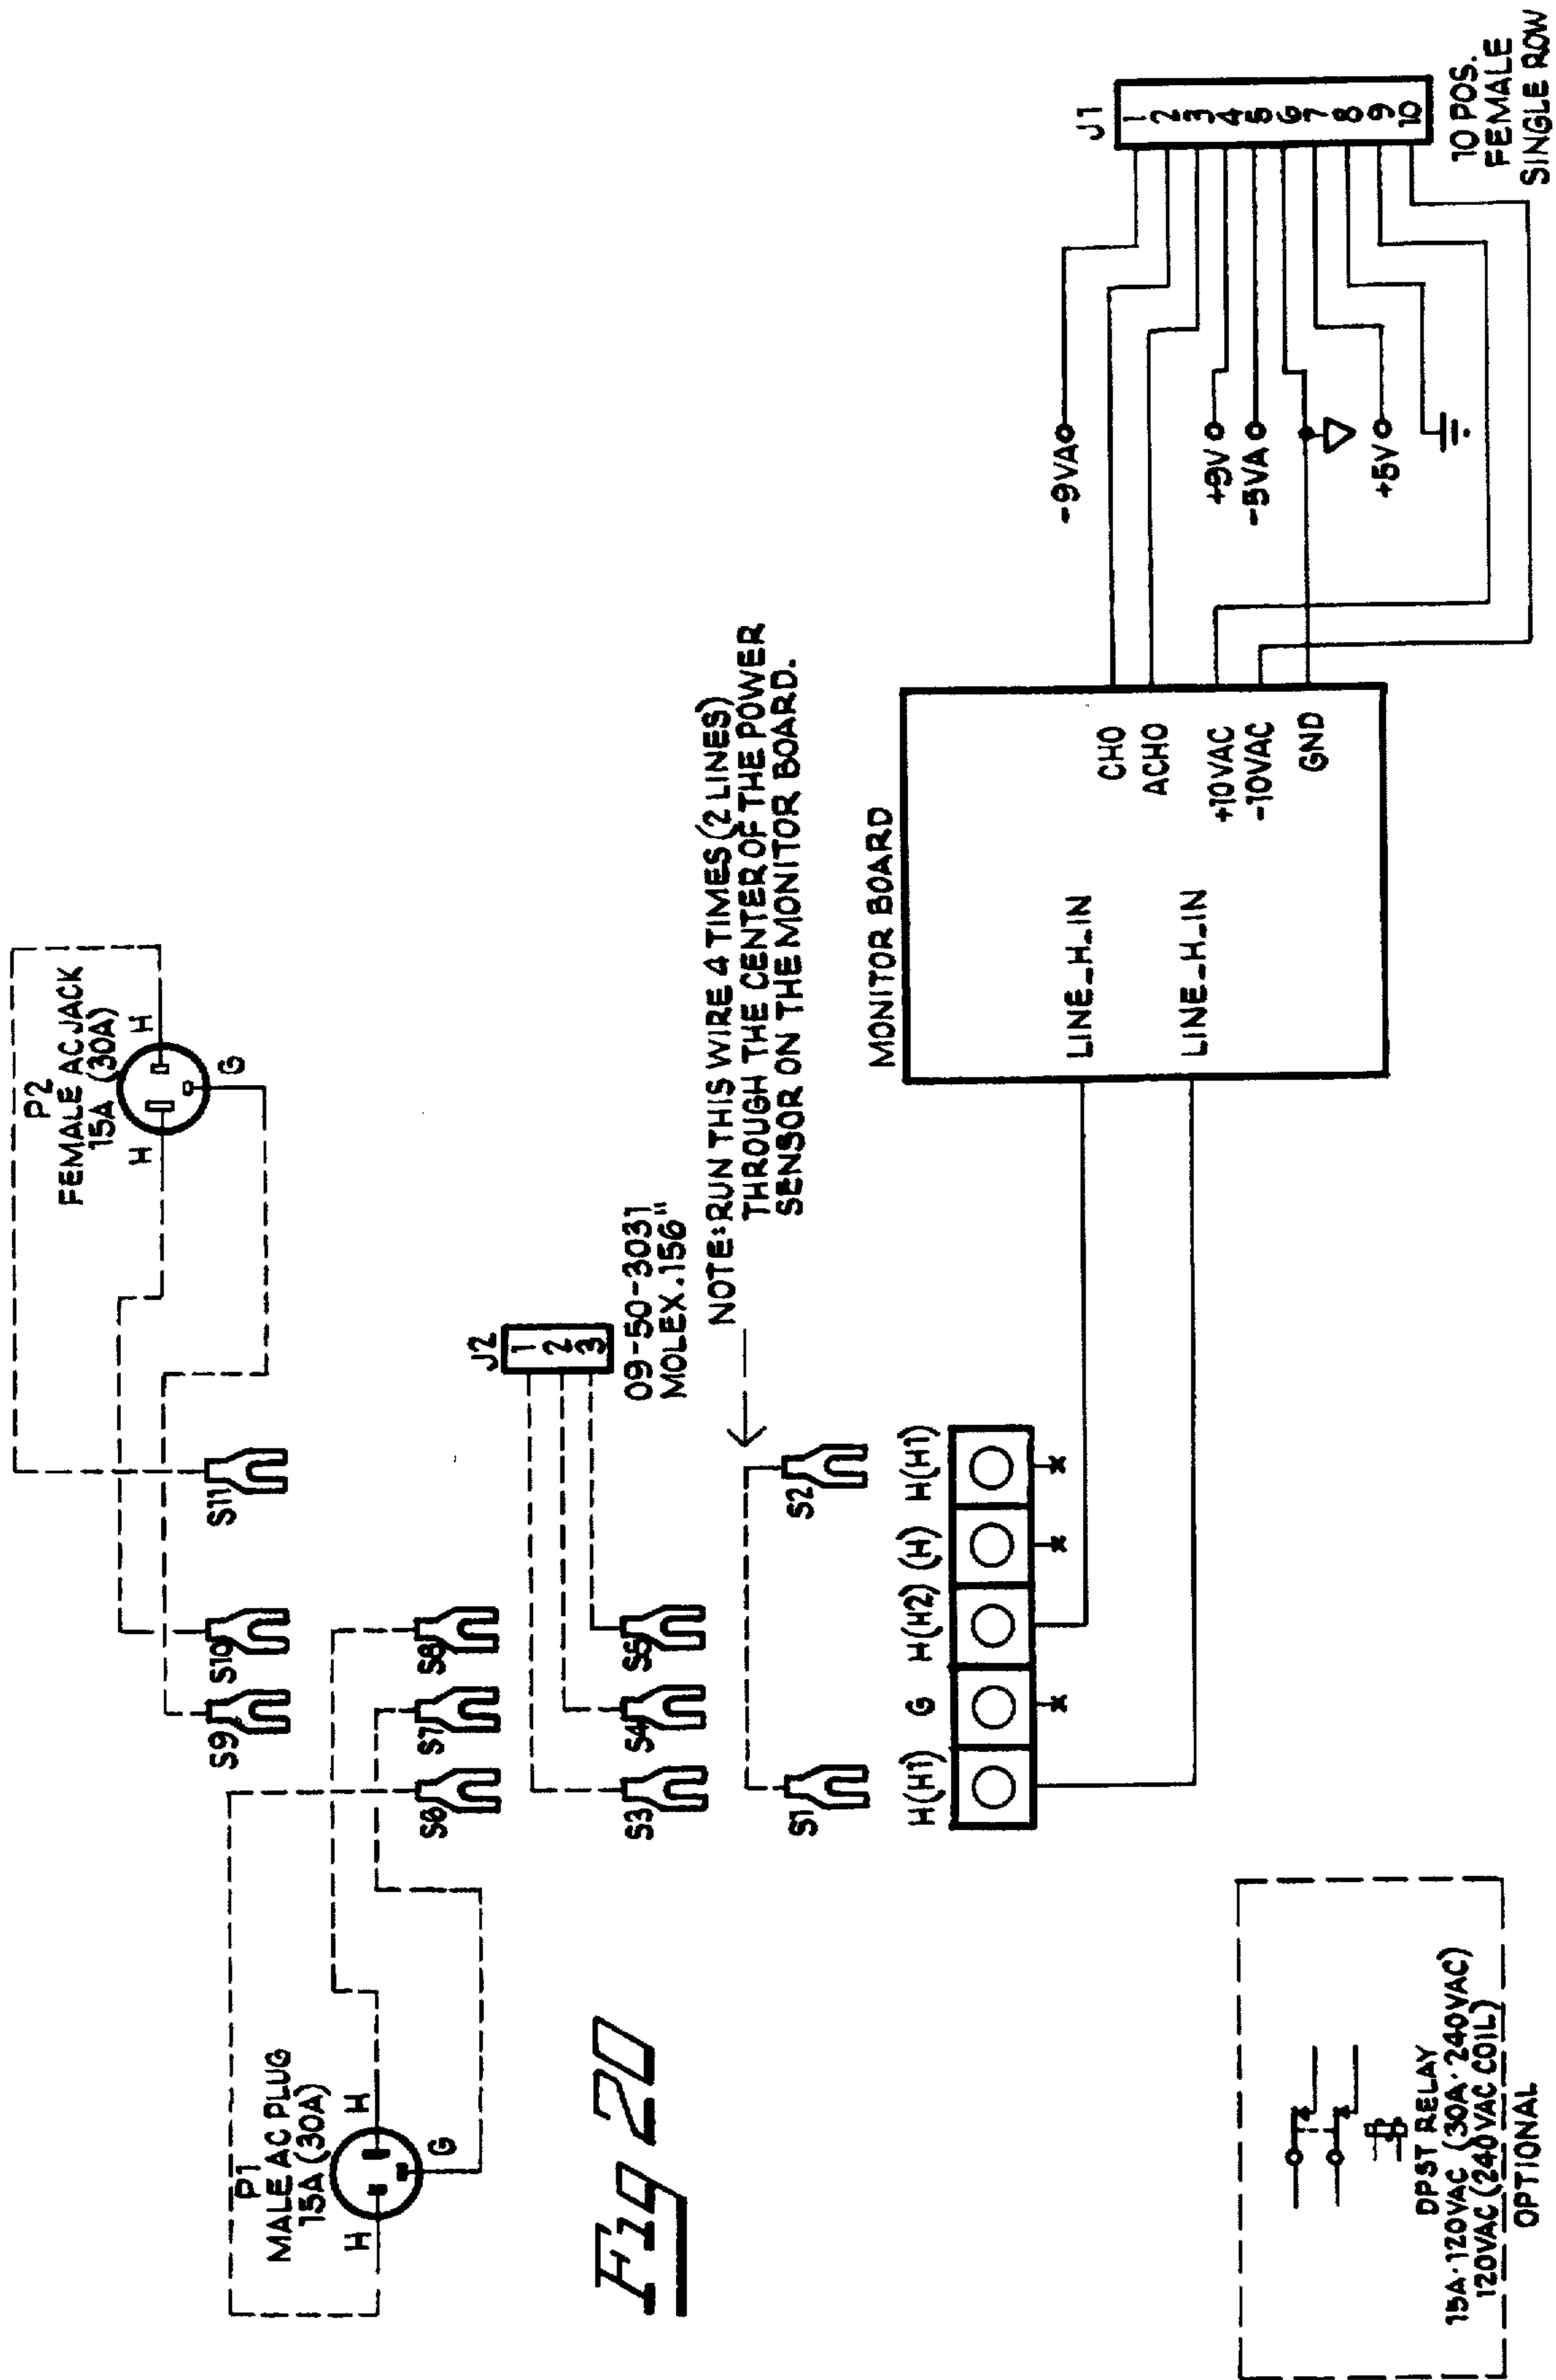 P1
MALE AC PLUG
15A (30A)
H
H
G
P2
FEMALE AC JACK
15A (30A)
H
H
G
S9
S10
S11
S6
S7
S8
J2
1
2
3
09-50-3031
MOLEX .156"
S3
S4
S5
NOTE: RUN THIS WIRE 4 TIMES (2 LINES)
THROUGH THE CENTER OF THE POWER
SENSOR ON THE MONITOR BOARD.
S1
S2
H(H1)
G
H(H2)
(H)
H(H1)
MONITOR BOARD
LINE_H_IN
LINE_H_IN
CHO
ACHO
+10VAC
-10VAC
GND
-9VA
+9V
-5VA
+5V
J1
1
2
3
4
5
6
7
8
9
10
10 POS.
FEMALE
SINGLE ROW
DPST RELAY
15A·120VAC (30A·240VAC)
120VAC (240VAC COIL)
OPTIONAL
Fig 20